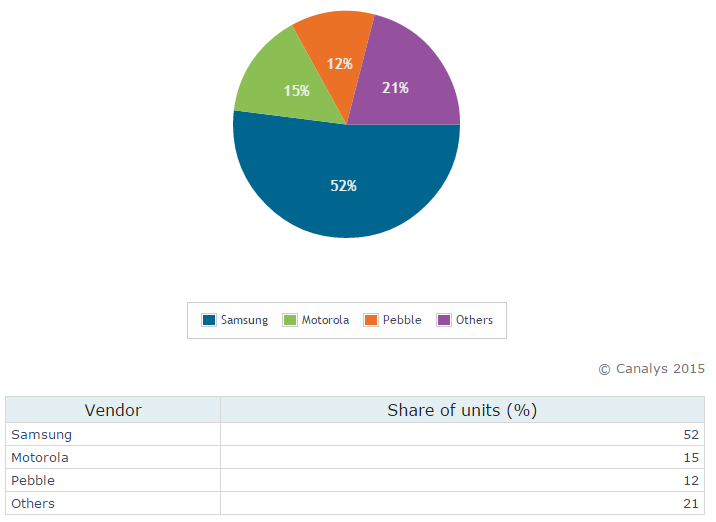 12%
21%
15%
52%
Samsung Motorola Pebble Others
© Canalys 2015
Vendor Share of units (%)
Samsung 52
Motorola 15
Pebble 12
Others 21